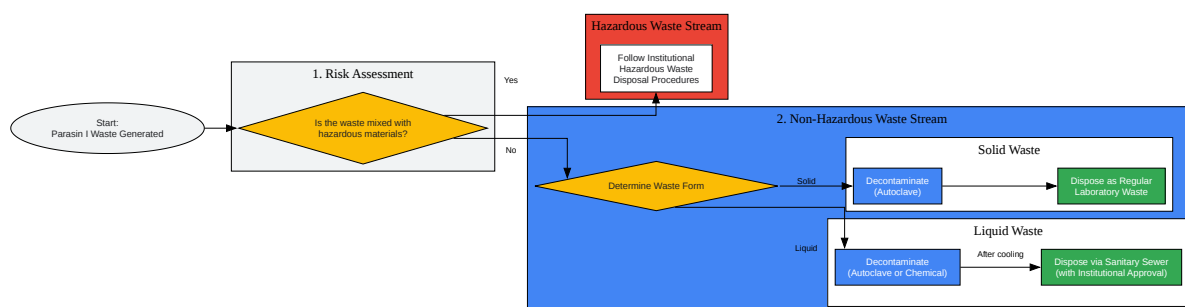 Hazardous Waste Stream
Follow Institutional
Hazardous Waste
Disposal Procedures
1. Risk Assessment
Yes
Start:
Parasin I Waste Generated
Is the waste mixed with
hazardous materials?
No
2. Non-Hazardous Waste Stream
Determine Waste Form
Solid
Solid Waste
Decontaminate
(Autoclave)
Dispose as Regular
Laboratory Waste
Liquid
Liquid Waste
Decontaminate
(Autoclave or Chemical)
After cooling
Dispose via Sanitary Sewer
(with Institutional Approval)